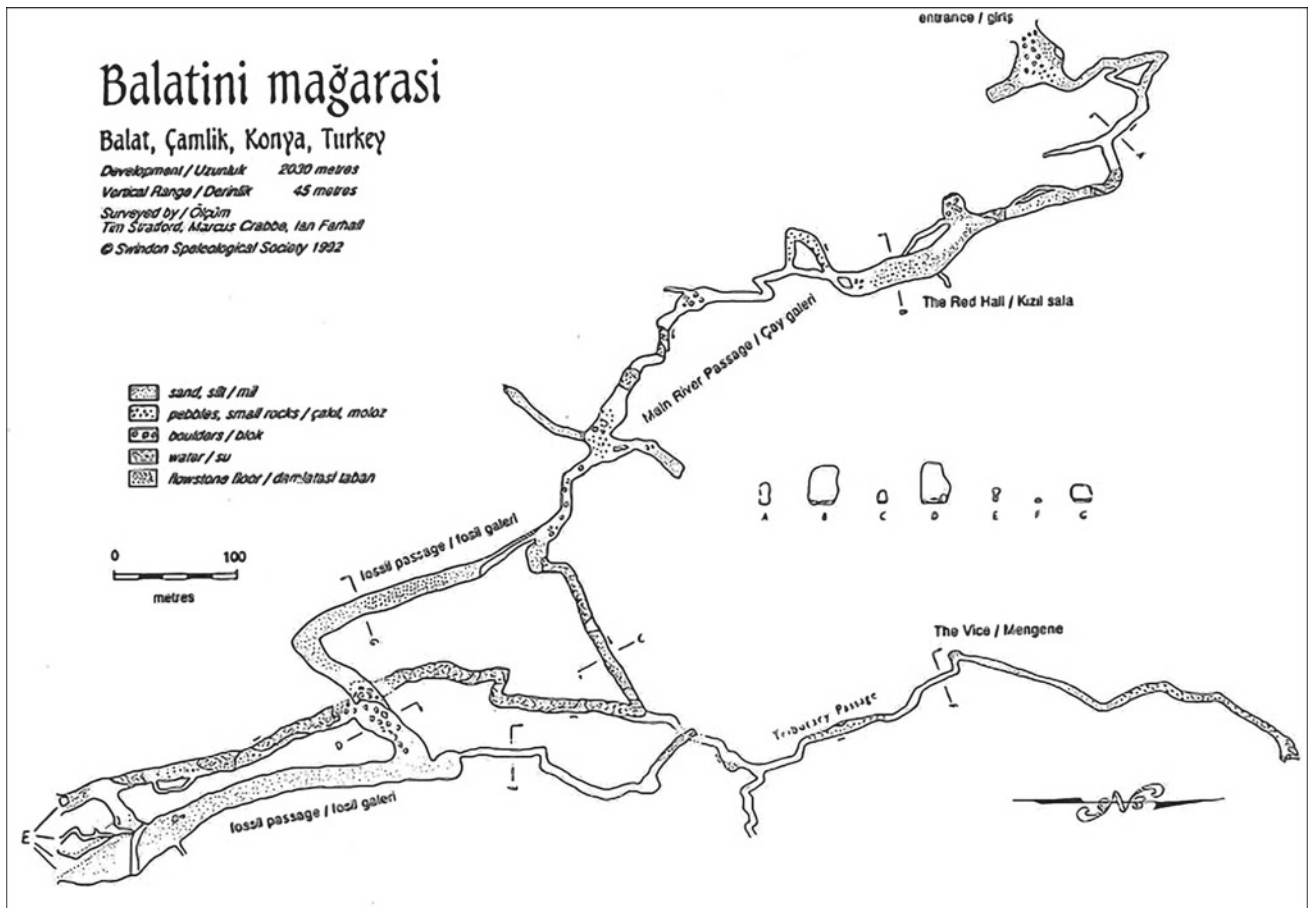 entrance / giriş
Balatini mağarasi
Balat, Çamlik, Konya, Turkey
Development / Uzunluk 2030 metres
Vertical Range / Derinlik 45 metres
Surveyed by / Ölçüm
Tim Stratford, Marcus Crabbe, Ian Farhall
© Swindon Speleological Society 1992
A
The Red Hall / Kızıl sala
B
Main River Passage / Çay galeri
sand, silt / mil
pebbles, small rocks / çakıl, moloz
boulders / blok
water / su
flowstone floor / damlatasi taban
A B C D E F G
fossil passage / fosil galeri
0 100
metres
G
C
The Vice / Mengene
Tributary Passage
D
E
fossil passage / fosil galeri
N